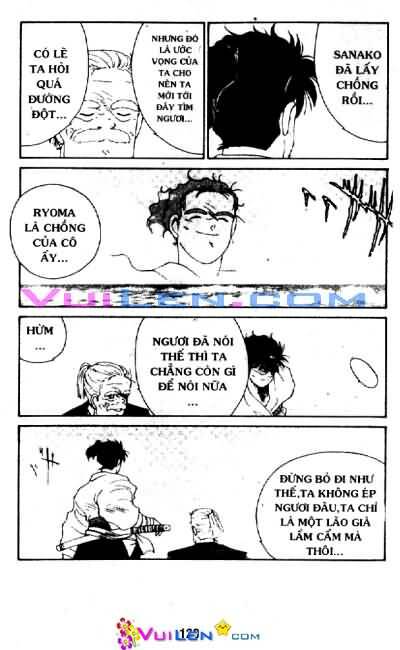 CÓ LẼ
TA HỎI
QUÁ
ĐƯỜNG
ĐỘT...
NHƯNG ĐÓ
LÀ ƯỚC
VỌNG CỦA
TA CHO
NÊN TA
MỚI TỚI
ĐÂY TÌM
NGƯƠI...
SANAKO
ĐÃ LẤY
CHỒNG
RỒI...
RYOMA
LÀ CHỒNG
CỦA CÔ
ẤY...
VuiLen.com
HỪM
...
NGƯƠI ĐÃ NÓI
THẾ THÌ TA
CHẲNG CÒN GÌ
ĐỂ NÓI NỮA
...
ĐỪNG BỎ ĐI NHƯ
THẾ,TA KHÔNG ÉP
NGƯƠI ĐÂU,TA CHỈ
LÀ MỘT LÃO GIÀ
LẨM CẨM MÀ
THÔI...
VuiLen.com